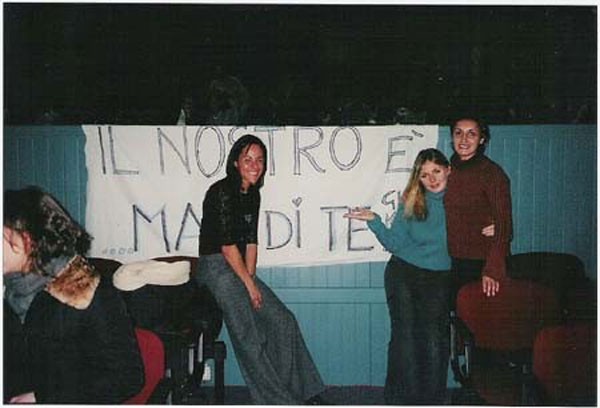 IL NOSTRO È
....MA DI TE